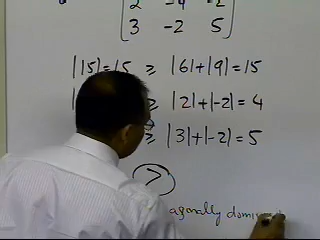 2 -4 -2
3 -2 5
|15|=15 ≥ |6|+|9|=15
| ≥ |2|+|-2|=4
≥ |3|+|-2|=5
>
agonally domin